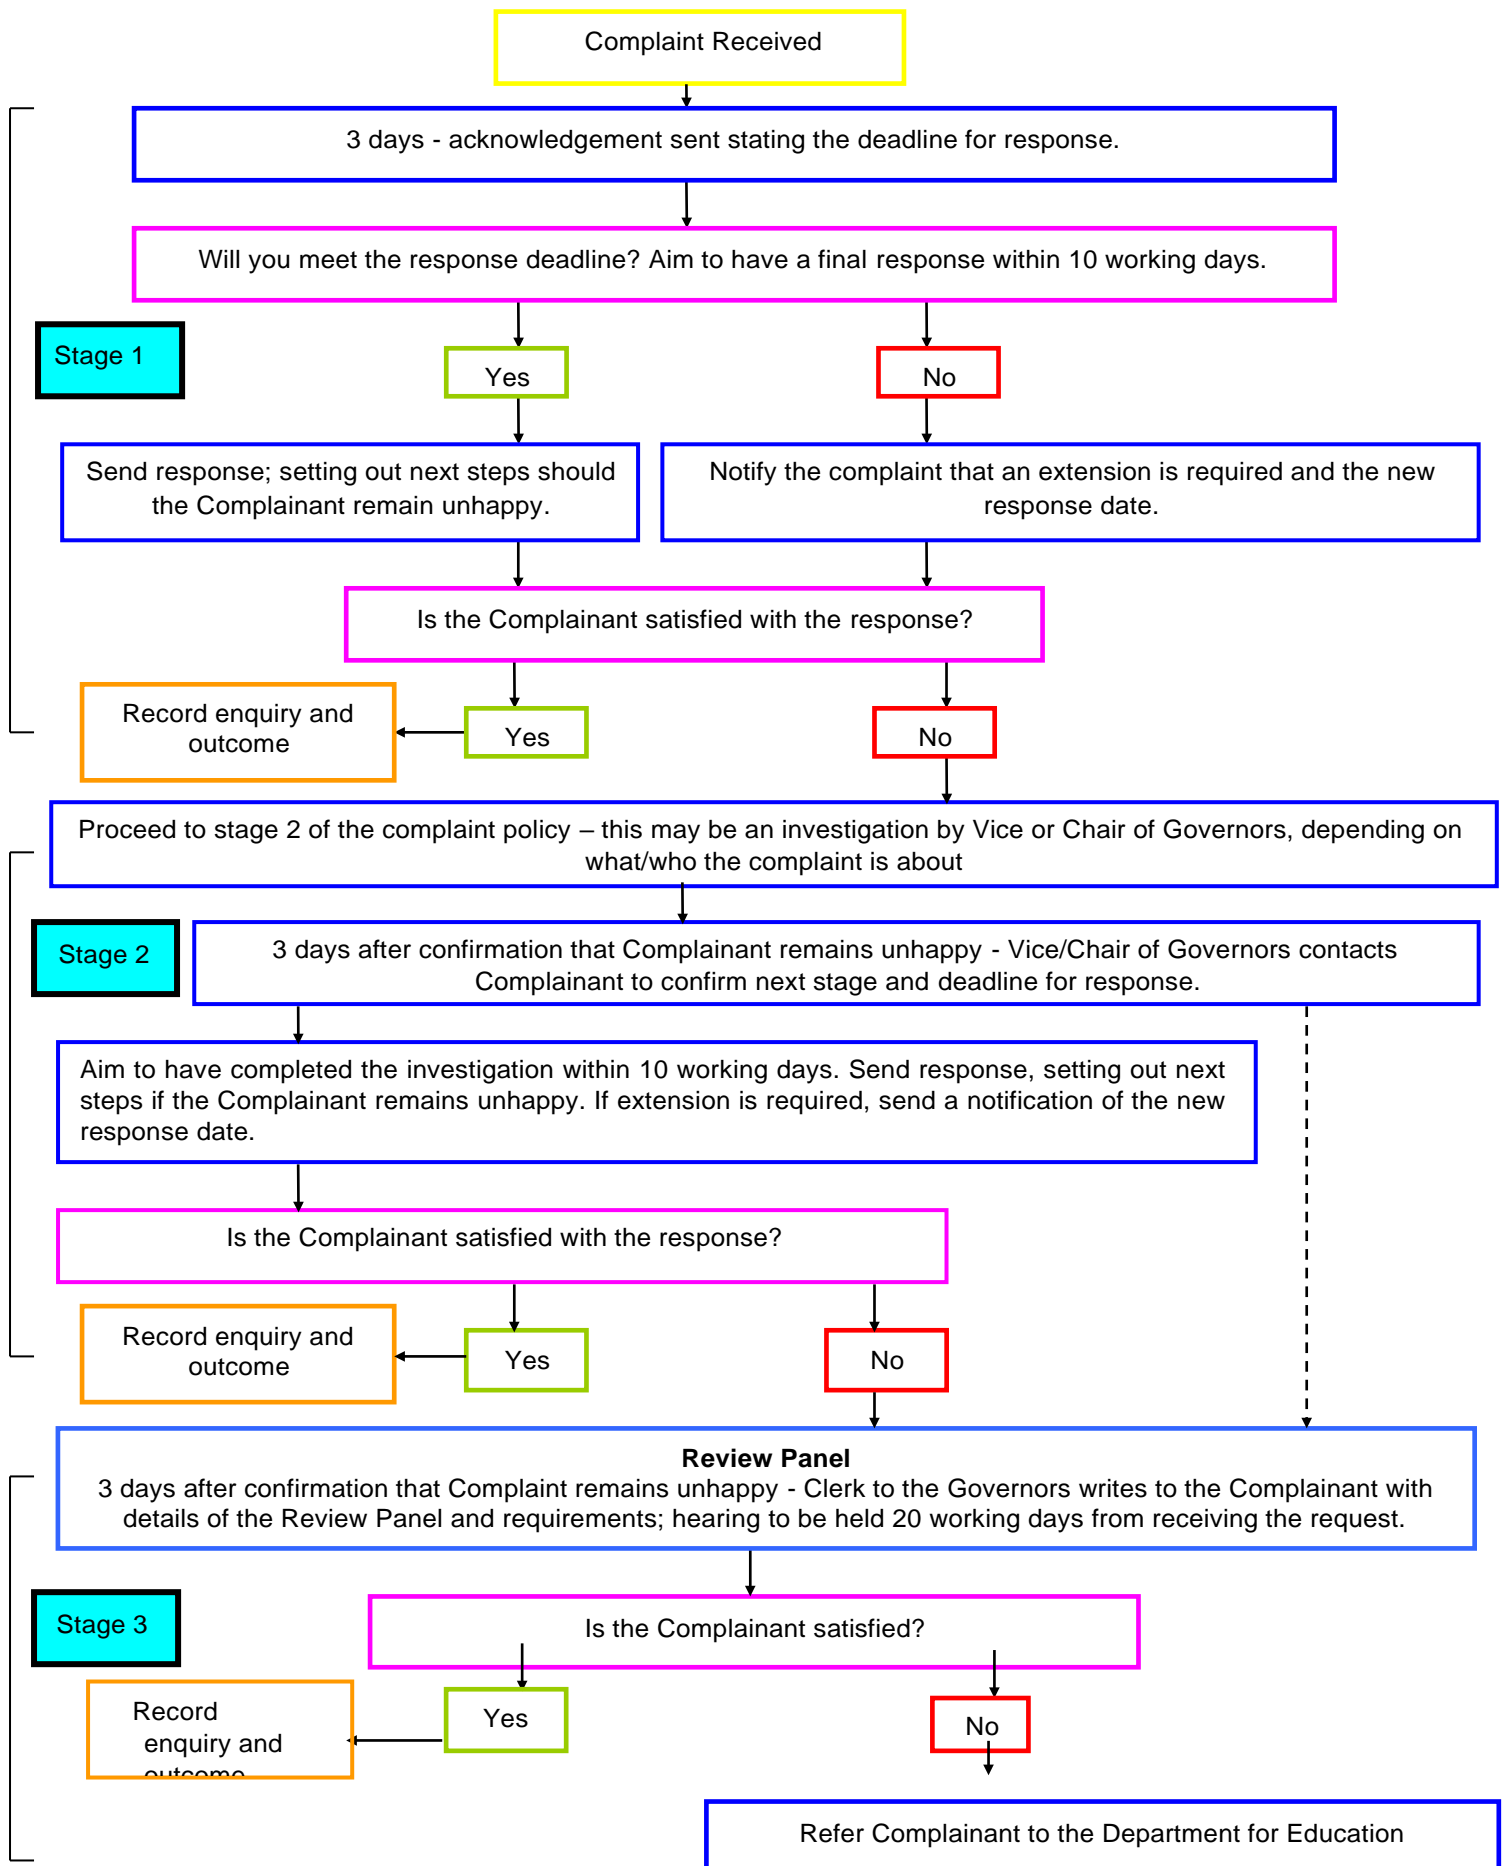 Complaint Received
3 days - acknowledgement sent stating the deadline for response.
Will you meet the response deadline? Aim to have a final response within 10 working days.
Stage 1
Yes
No
Send response; setting out next steps should
the Complainant remain unhappy.
Notify the complaint that an extension is required and the new
response date.
Is the Complainant satisfied with the response?
Record enquiry and
outcome
Yes
No
Proceed to stage 2 of the complaint policy – this may be an investigation by Vice or Chair of Governors, depending on
what/who the complaint is about
Stage 2
3 days after confirmation that Complainant remains unhappy - Vice/Chair of Governors contacts
Complainant to confirm next stage and deadline for response.
Aim to have completed the investigation within 10 working days. Send response, setting out next
steps if the Complainant remains unhappy. If extension is required, send a notification of the new
response date.
Is the Complainant satisfied with the response?
Record enquiry and
outcome
Yes
No
Review Panel
3 days after confirmation that Complaint remains unhappy - Clerk to the Governors writes to the Complainant with
details of the Review Panel and requirements; hearing to be held 20 working days from receiving the request.
Stage 3
Is the Complainant satisfied?
Record
enquiry and
outcome
Yes
No
Refer Complainant to the Department for Education